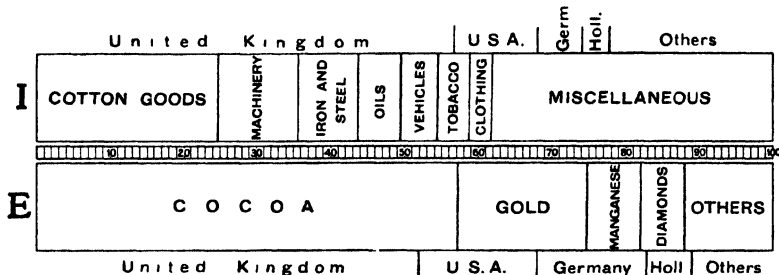 United Kingdom U S A. Germ Holl. Others
I COTTON GOODS MACHINERY IRON AND STEEL OILS VEHICLES TOBACCO CLOTHING MISCELLANEOUS
10 20 30 40 50 60 70 80 90 100
E COCOA GOLD MANGANESE DIAMONDS OTHERS
United Kingdom U S.A. Germany Holl Others